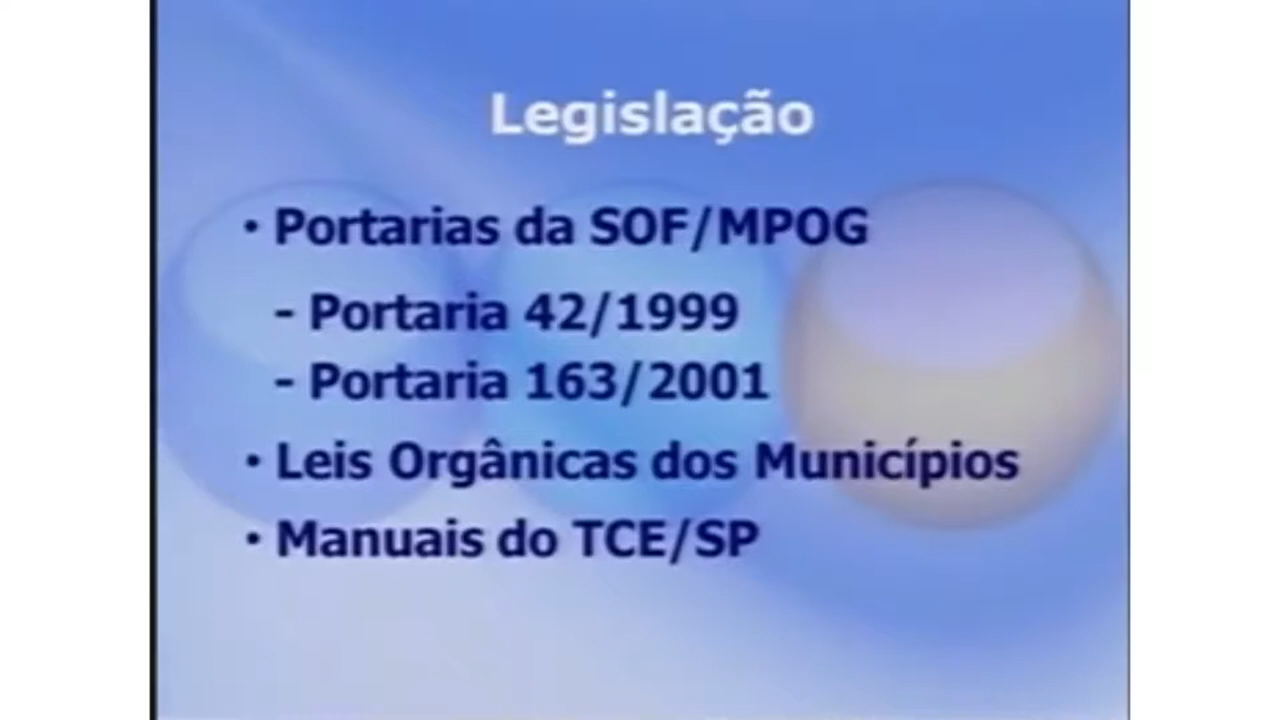 Legislação
• Portarias da SOF/MPOG
- Portaria 42/1999
- Portaria 163/2001
• Leis Orgânicas dos Municípios
• Manuais do TCE/SP